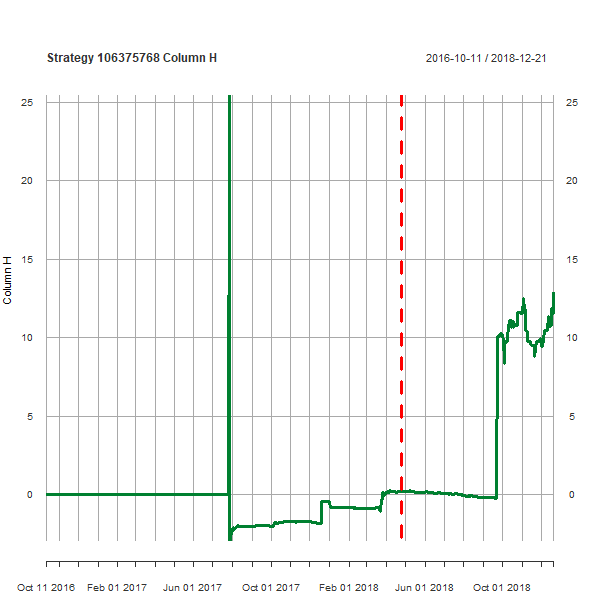 Strategy 106375768 Column H
2016-10-11 / 2018-12-21
25
25
20
20
15
15
10
10
5
5
0
0
Column H
Oct 11 2016
Feb 01 2017
Jun 01 2017
Oct 01 2017
Feb 01 2018
Jun 01 2018
Oct 01 2018